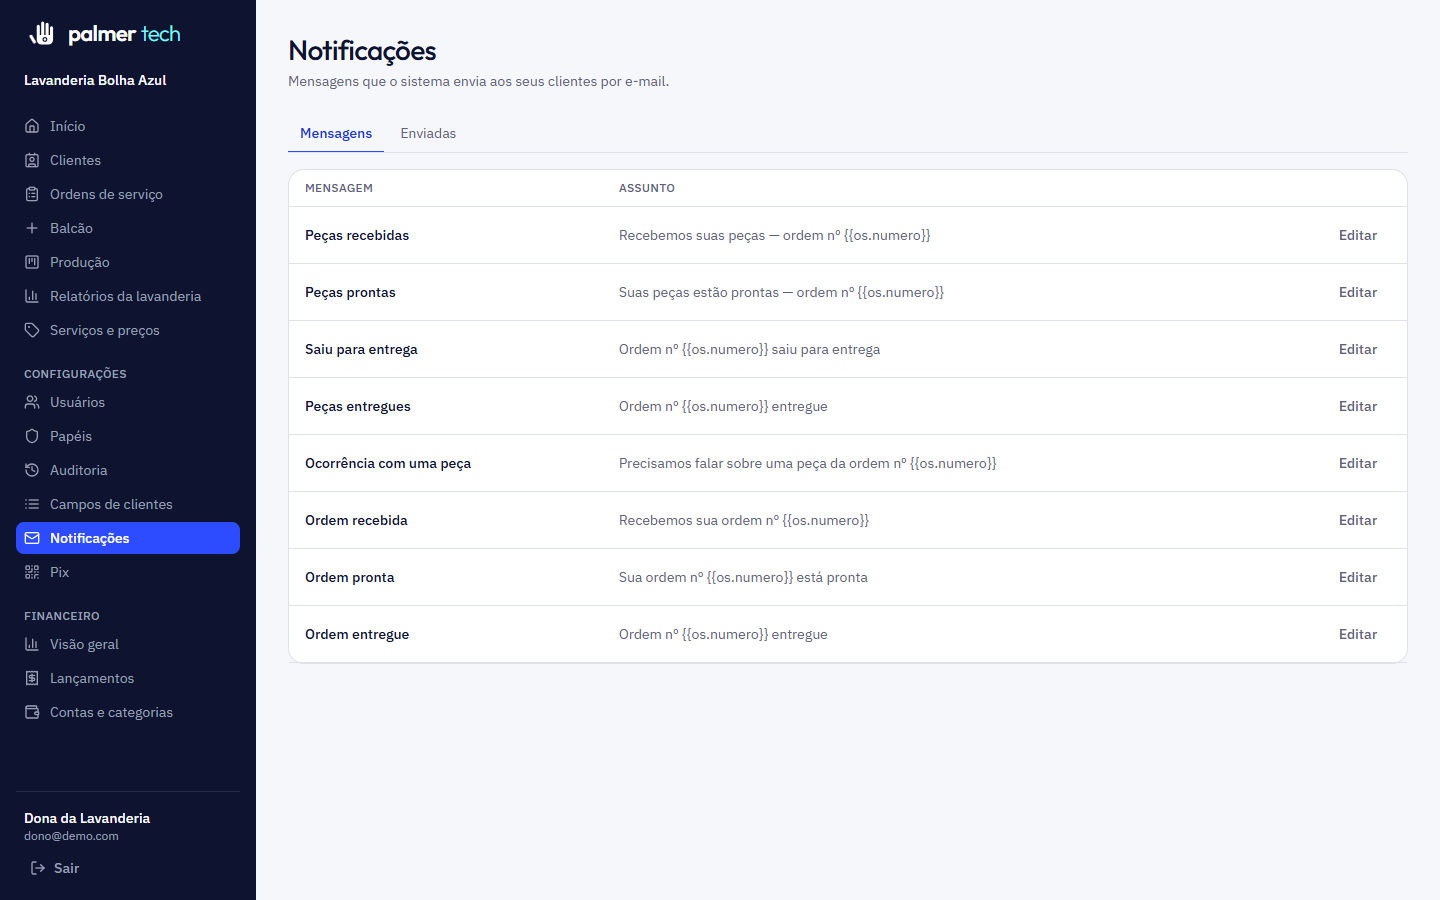 palmer tech
Lavanderia Bolha Azul
Início
Clientes
Ordens de serviço
Balcão
Produção
Relatórios da lavanderia
Serviços e preços
CONFIGURAÇÕES
Usuários
Papéis
Auditoria
Campos de clientes
Notificações
Pix
FINANCEIRO
Visão geral
Lançamentos
Contas e categorias
Dona da Lavanderia
dono@demo.com
Sair
Notificações
Mensagens que o sistema envia aos seus clientes por e-mail.
Mensagens Enviadas
MENSAGEM ASSUNTO
Peças recebidas Recebemos suas peças — ordem nº {{os.numero}} Editar
Peças prontas Suas peças estão prontas — ordem nº {{os.numero}} Editar
Saiu para entrega Ordem nº {{os.numero}} saiu para entrega Editar
Peças entregues Ordem nº {{os.numero}} entregue Editar
Ocorrência com uma peça Precisamos falar sobre uma peça da ordem nº {{os.numero}} Editar
Ordem recebida Recebemos sua ordem nº {{os.numero}} Editar
Ordem pronta Sua ordem nº {{os.numero}} está pronta Editar
Ordem entregue Ordem nº {{os.numero}} entregue Editar